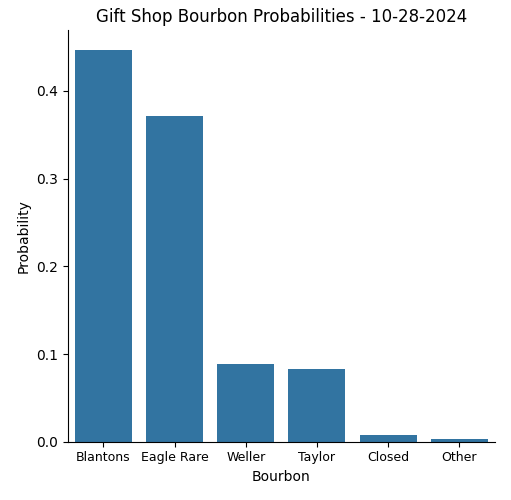 Gift Shop Bourbon Probabilities - 10-28-2024
0.4
0.3
0.2
0.1
0.0
Probability
Blantons Eagle Rare Weller Taylor Closed Other
Bourbon